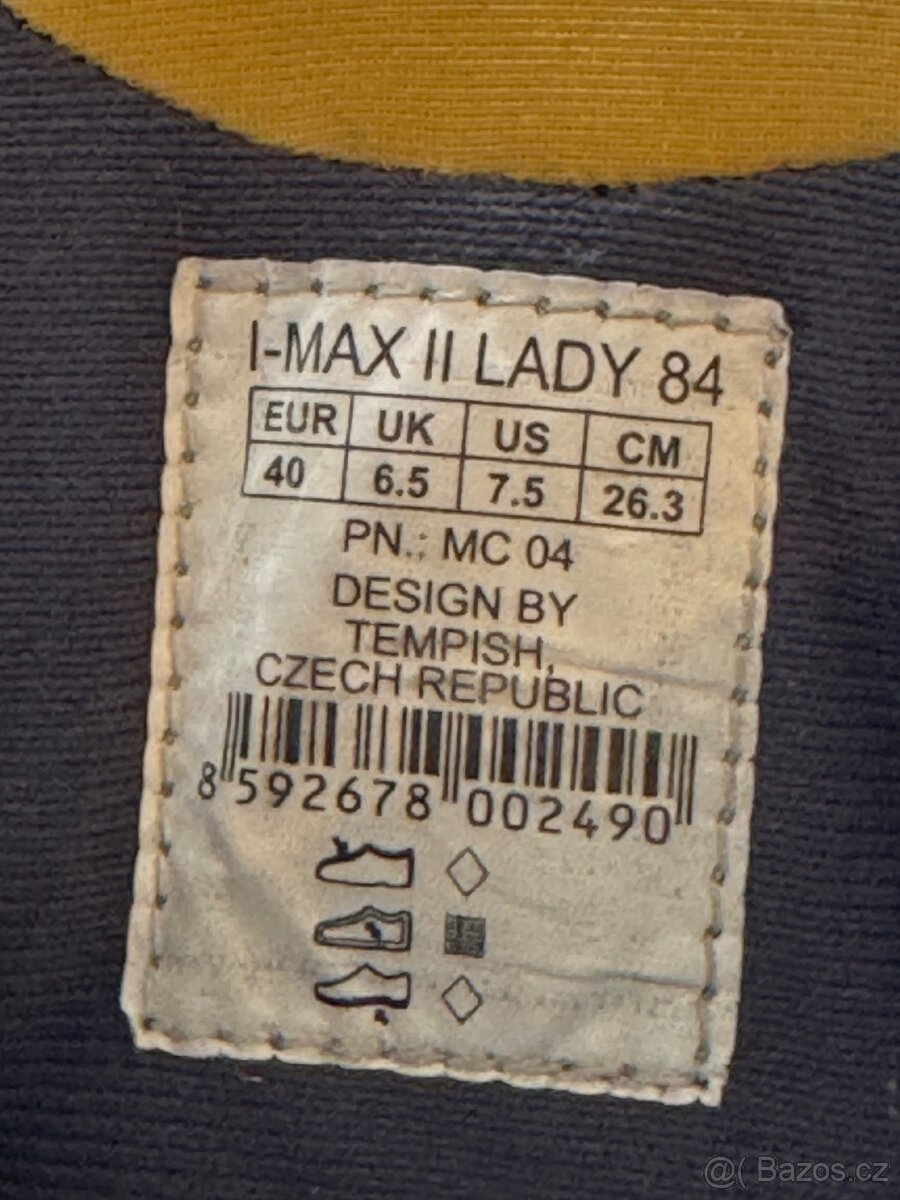 I-MAX II LADY 84
EUR UK US CM
40 6.5 7.5 26.3
PN.: MC 04
DESIGN BY
TEMPISH,
CZECH REPUBLIC
8 592678 002490
@( Bazos.cz